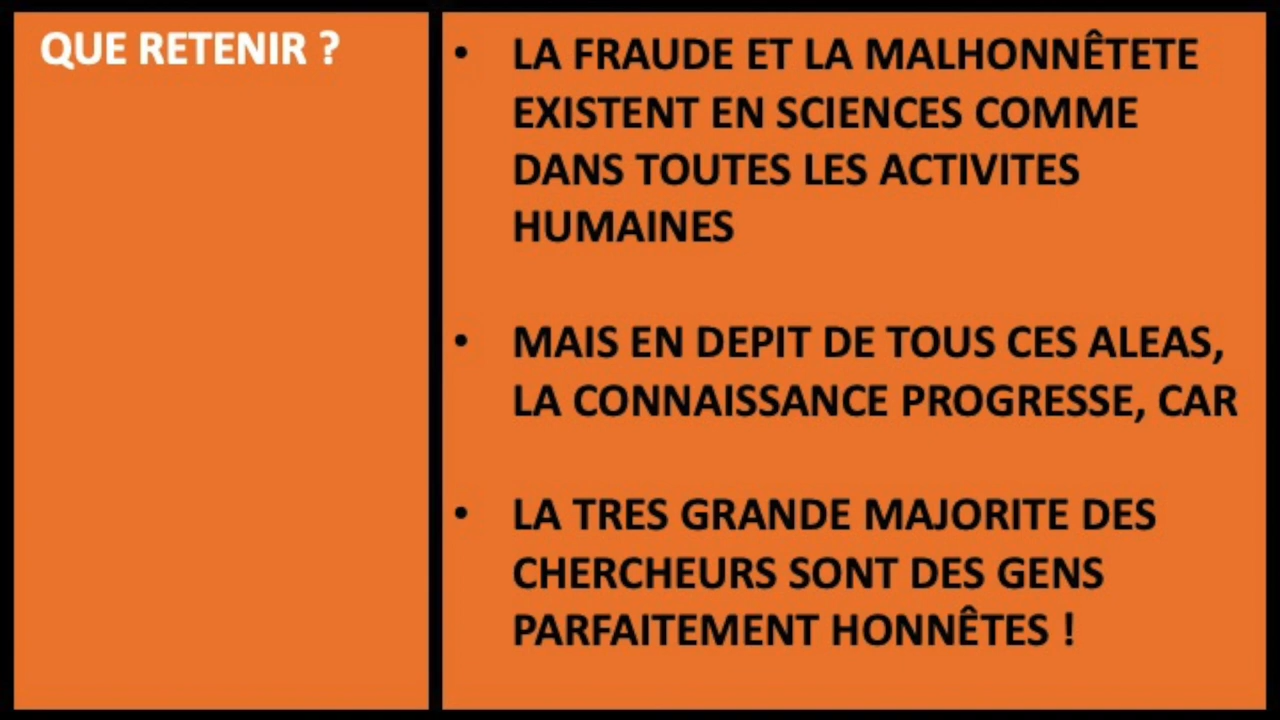 QUE RETENIR ?
• LA FRAUDE ET LA MALHONNÊTETE
EXISTENT EN SCIENCES COMME
DANS TOUTES LES ACTIVITES
HUMAINES
• MAIS EN DEPIT DE TOUS CES ALEAS,
LA CONNAISSANCE PROGRESSE, CAR
• LA TRES GRANDE MAJORITE DES
CHERCHEURS SONT DES GENS
PARFAITEMENT HONNÊTES !